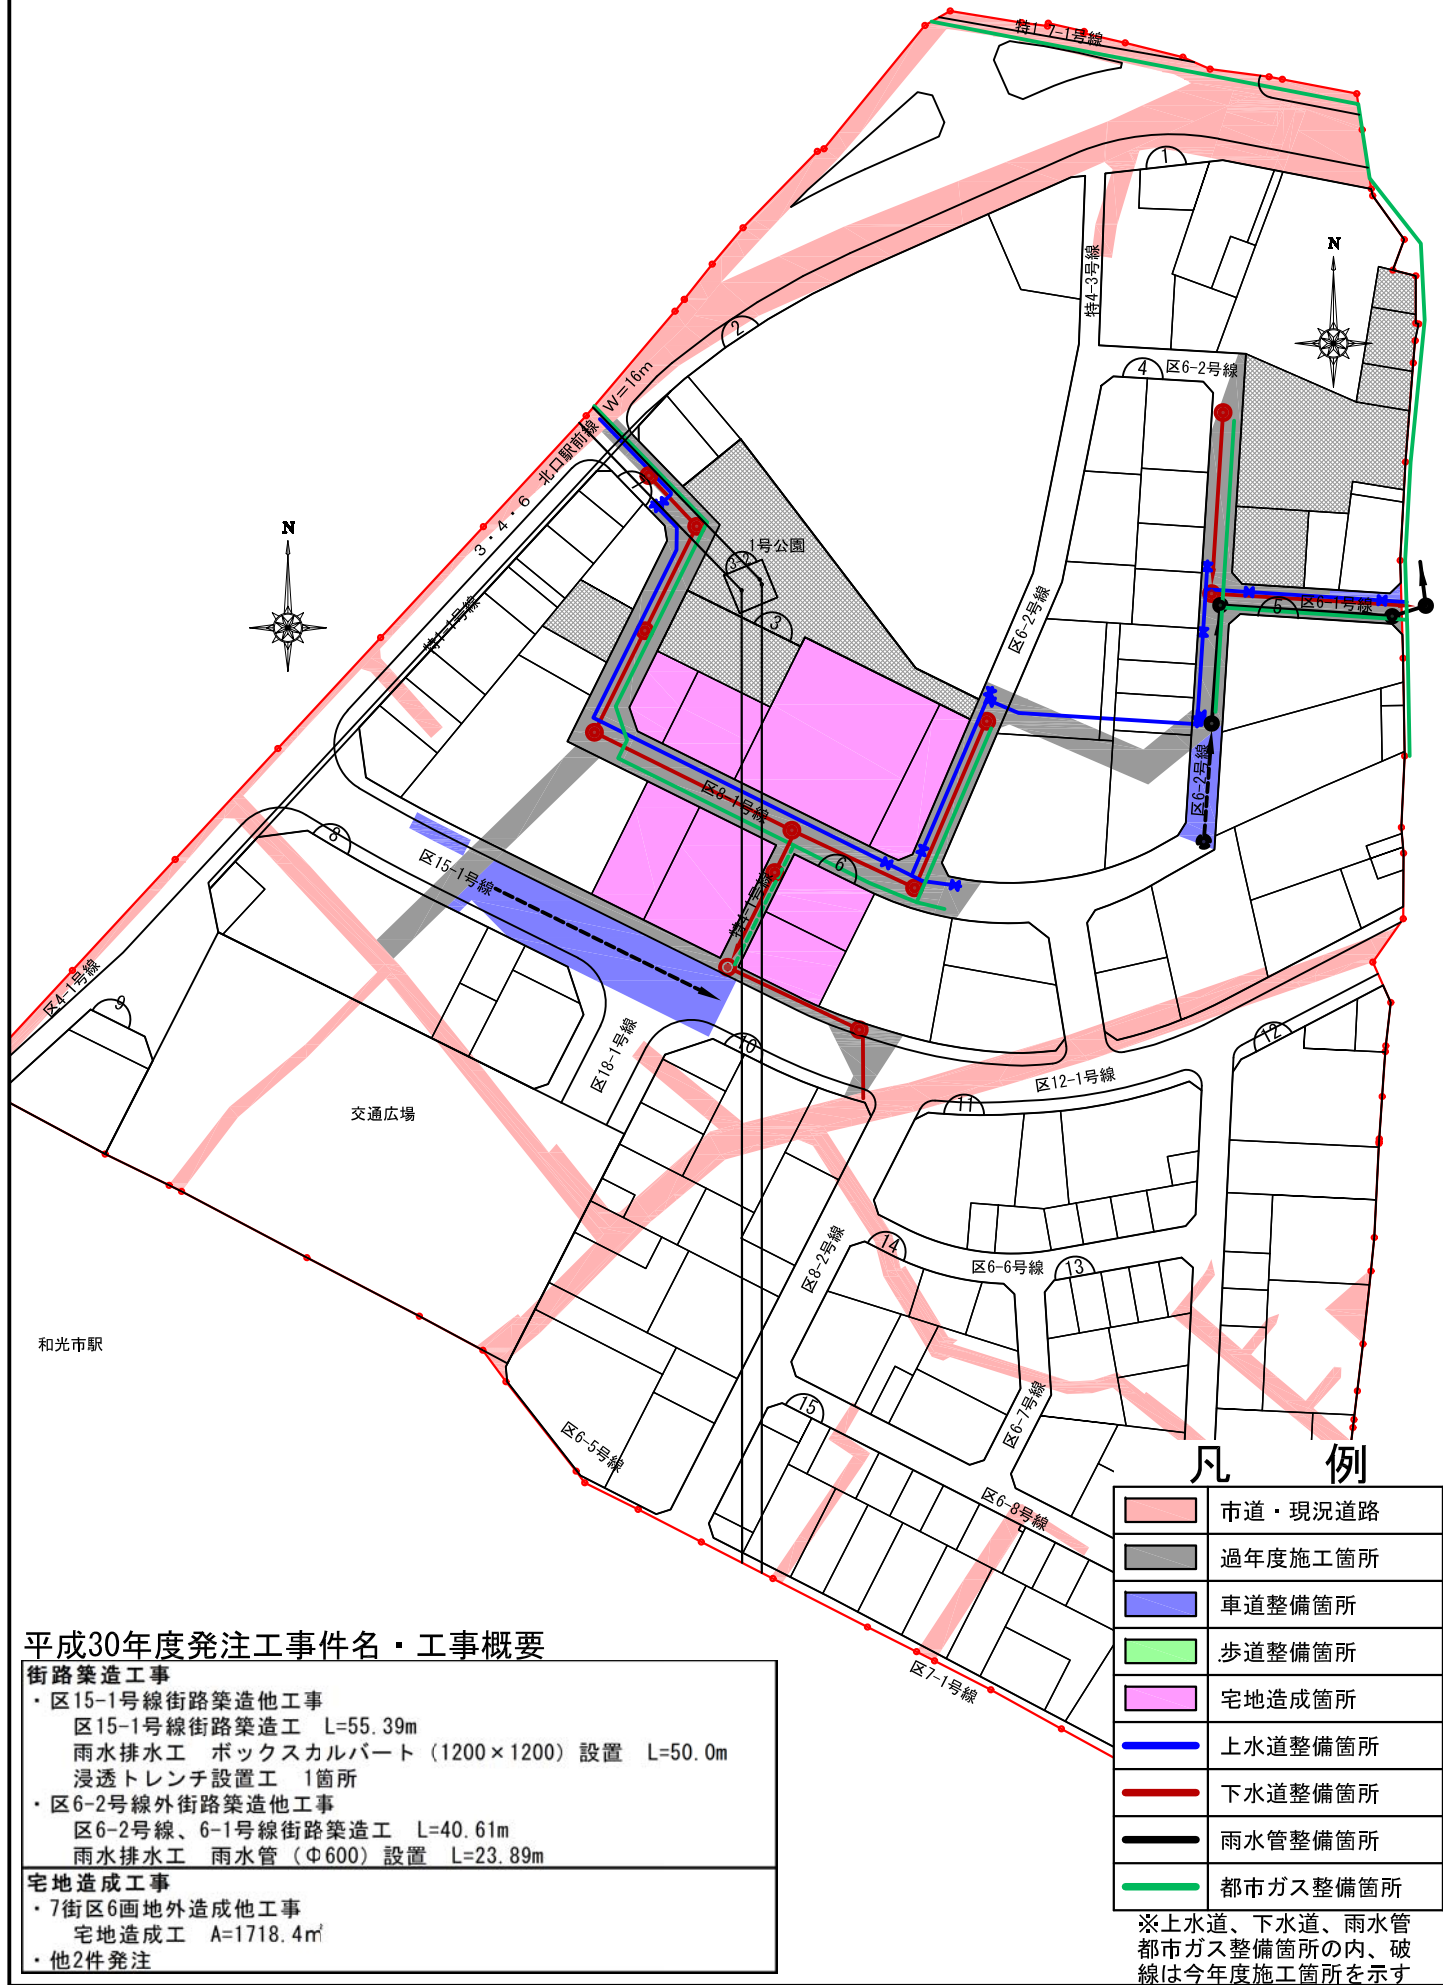 特1 7-1号線
1
N
特4-3号線
2
4
区6-2号線
W=16m
北口駅前線
3・4・6
7
N
1号公園
3-2
3
特1-1号線
区6-2号線
5
区6-1号線
区8-1号線
区6-2号線
6
8
区15-1号線
特4-1号線
区4-1号線
9
10
区18-1号線
12
区12-1号線
11
交通広場
区8-2号線
14
区6-6号線
13
和光市駅
15
区6-7号線
区6-5号線
区6-8号線
区7-1号線
凡 例
市道・現況道路
過年度施工箇所
車道整備箇所
歩道整備箇所
宅地造成箇所
上水道整備箇所
下水道整備箇所
雨水管整備箇所
都市ガス整備箇所
※上水道、下水道、雨水管
都市ガス整備箇所の内、破
線は今年度施工箇所を示す
平成30年度発注工事件名・工事概要
街路築造工事
・区15-1号線街路築造他工事
区15-1号線街路築造工 L=55.39m
雨水排水工 ボックスカルバート（1200×1200）設置 L=50.0m
浸透トレンチ設置工 1箇所
・区6-2号線外街路築造他工事
区6-2号線、6-1号線街路築造工 L=40.61m
雨水排水工 雨水管（Φ600）設置 L=23.89m
宅地造成工事
・7街区6画地外造成他工事
宅地造成工 A=1718.4㎡
・他2件発注